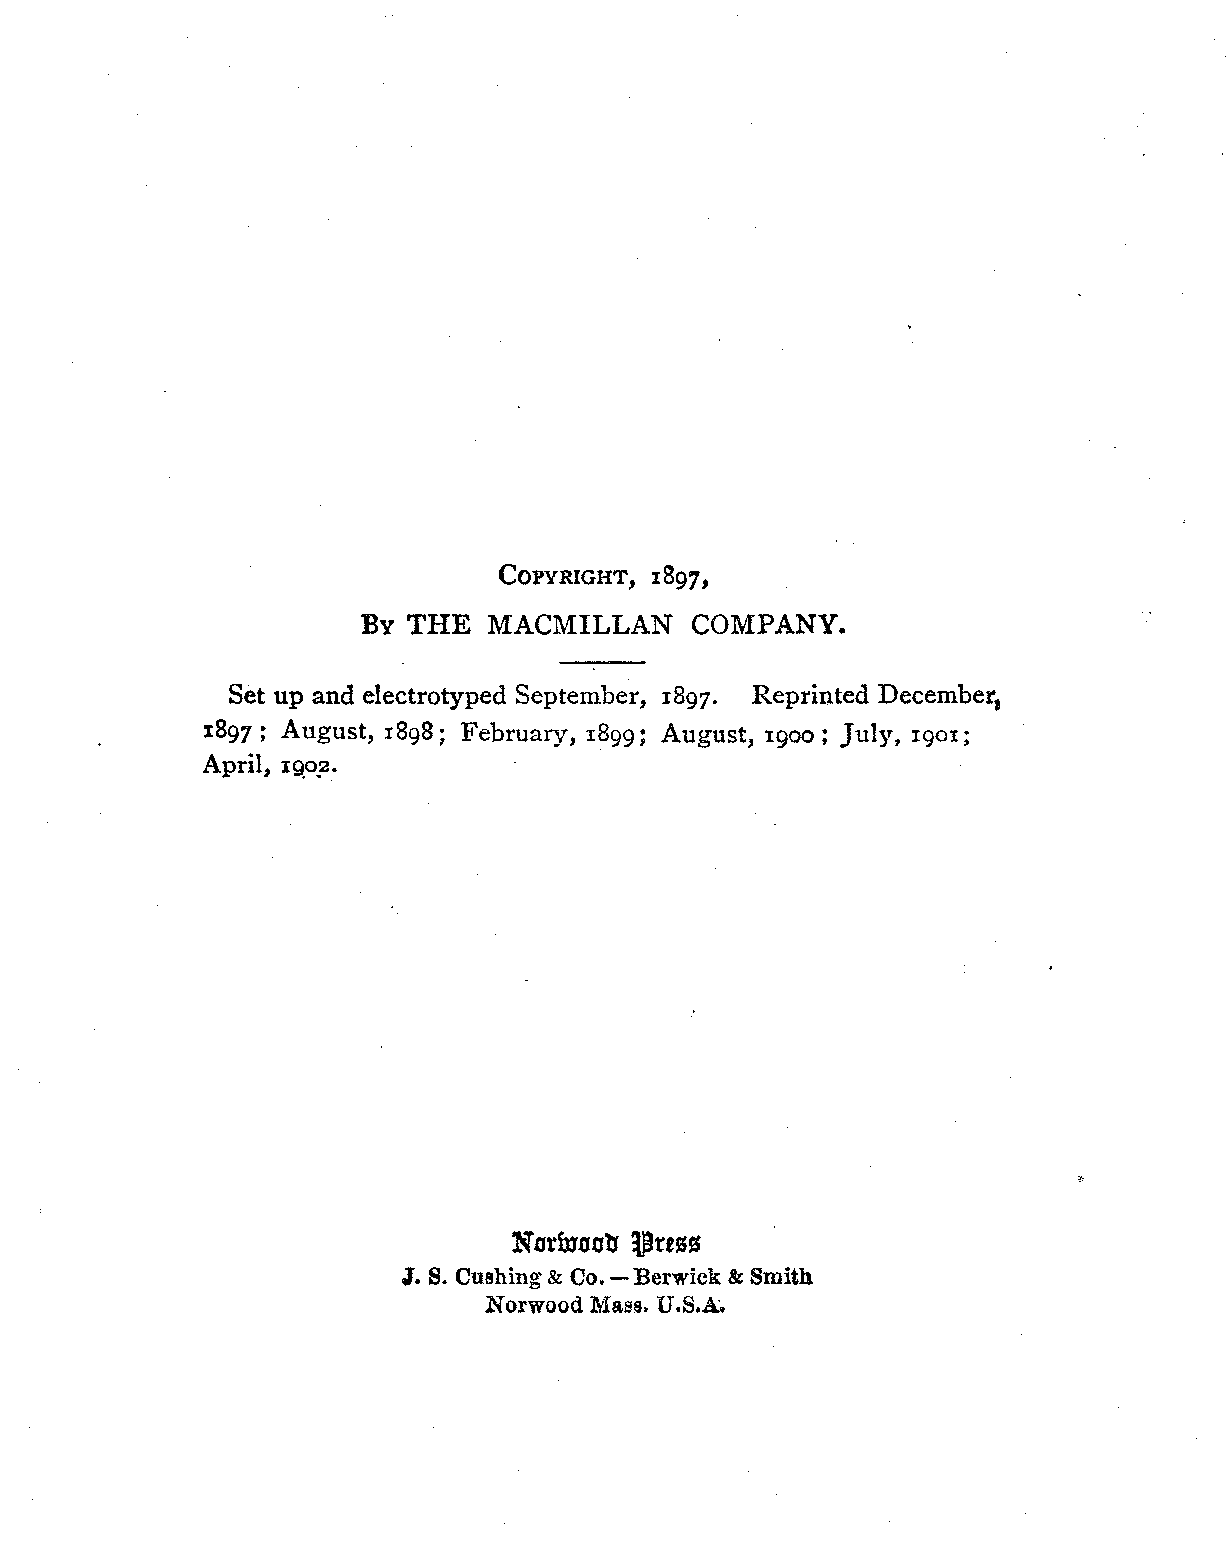 COPYRIGHT, 1897,
BY THE MACMILLAN COMPANY.
Set up and electrotyped September, 1897. Reprinted December,
1897; August, 1898; February, 1899; August, 1900; July, 1901;
April, 1902.
Norwood Press
J. S. Cushing & Co. — Berwick & Smith
Norwood Mass. U.S.A.